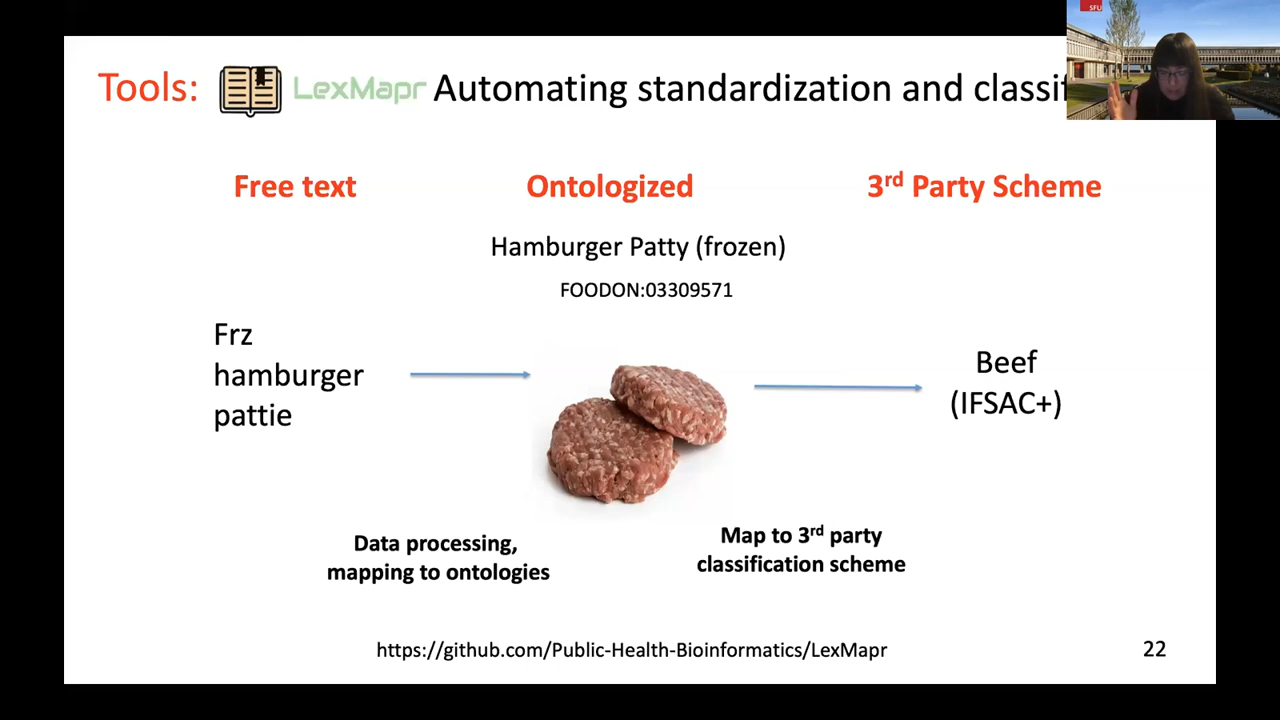 SFU
Tools: LexMapr Automating standardization and classif
Free text Ontologized 3rd Party Scheme
Hamburger Patty (frozen)
FOODON:03309571
Frz
hamburger
pattie
Beef
(IFSAC+)
Data processing,
mapping to ontologies
Map to 3rd party
classification scheme
https://github.com/Public-Health-Bioinformatics/LexMapr
22